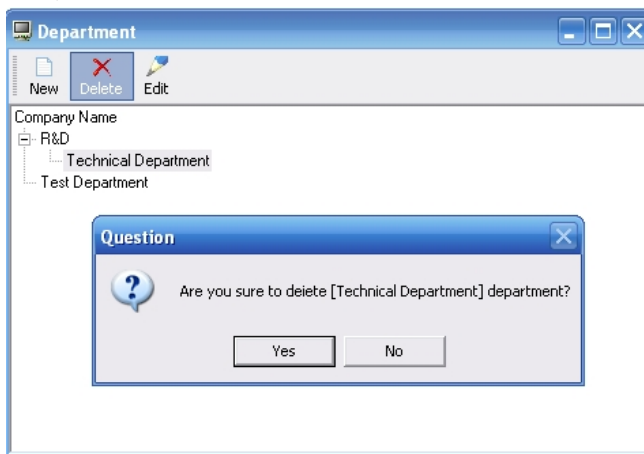 Department
New Delete Edit
Company Name
R&D
Technical Department
Test Department
Question
Are you sure to deiete [Technical Department] department?
Yes No